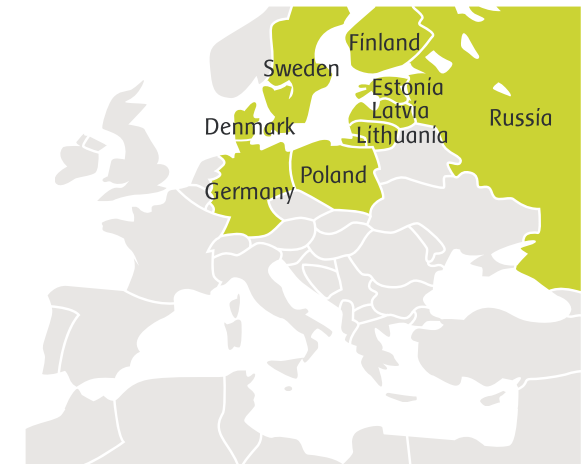 Finland
Sweden
Estonia
Latvia
Russia
Denmark
Lithuania
Poland
Germany